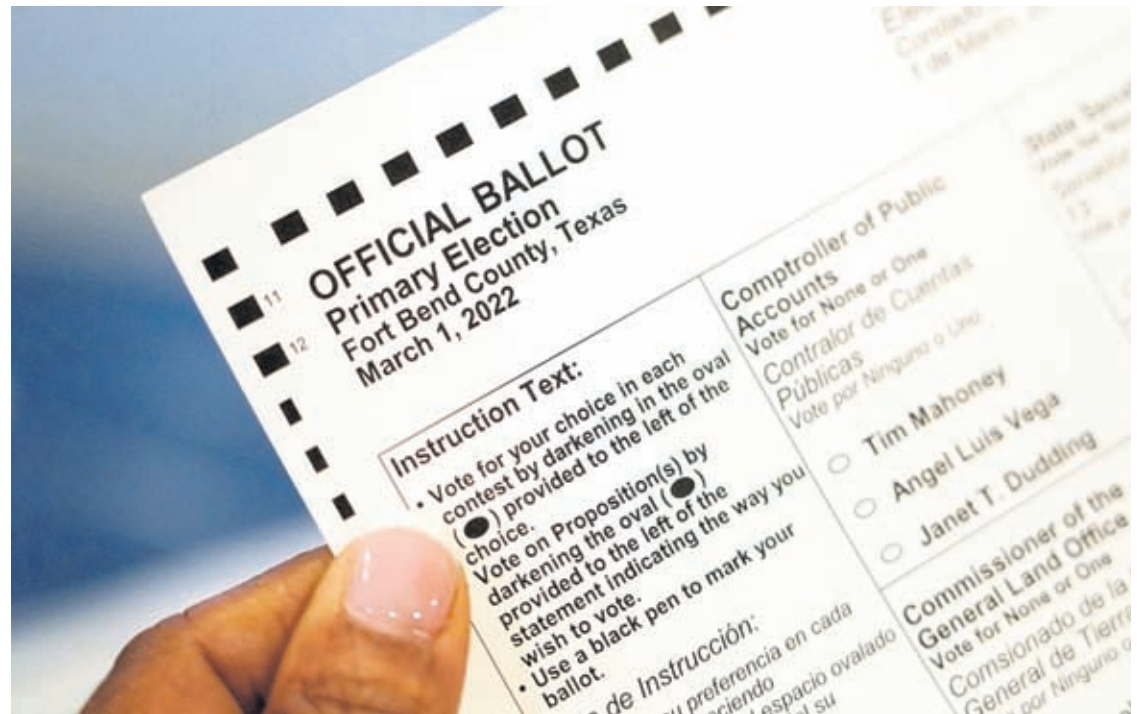 11
12
OFFICIAL BALLOT
Primary Election
Fort Bend County, Texas
March 1, 2022
Instruction Text:
• Vote for your choice in each
contest by darkening in the oval
() provided to the left of the
choice.
Vote on Proposition(s) by
darkening the oval ()
provided to the left of the
statement indicating the way you
wish to vote.
• Use a black pen to mark your
ballot.
de Instrucción:
su preferencia en cada
espacio ovalado
Comptroller of Public
Accounts
Vote for None or One
Contralor de Cuentas
Públicas
Vote por Ninguno o Uno
Tim Mahoney
Angel Luis Vega
Janet T. Dudding
Commissioner of the
General Land Office
Vote for None or One
Comsionado de la
General de
por Ninguno o